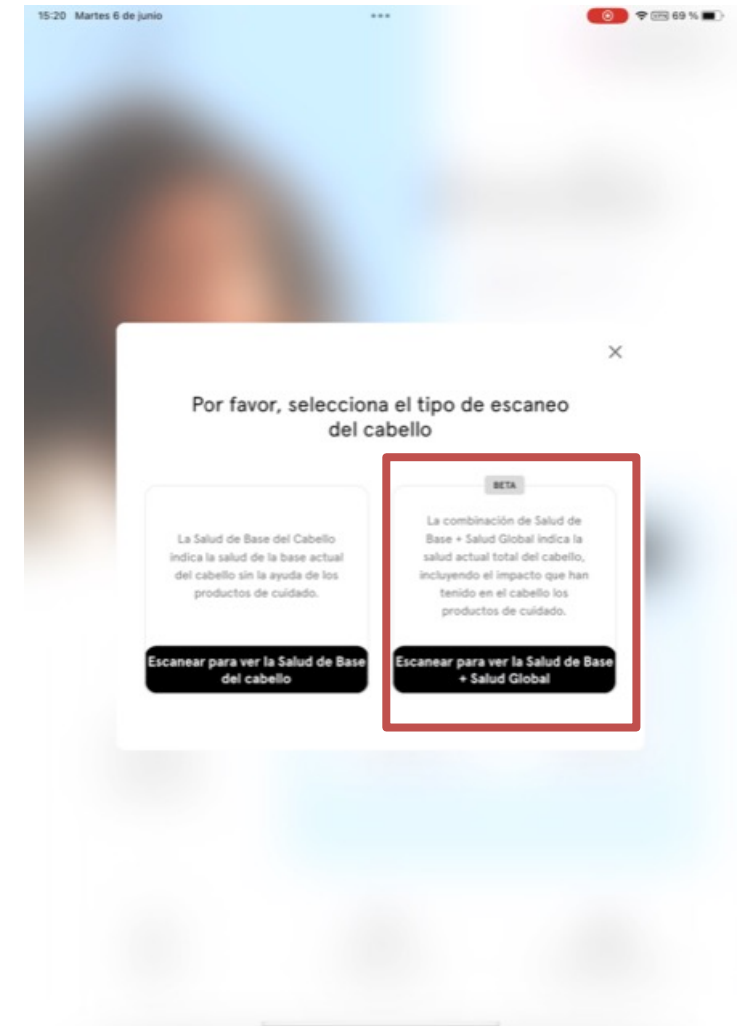 15:20 Martes 6 de junio
VPN 69 %
Por favor, selecciona el tipo de escaneo
del cabello
La Salud de Base del Cabello
indica la salud de la base actual
del cabello sin la ayuda de los
productos de cuidado.
Escanear para ver la Salud de Base
del cabello
BETA
La combinación de Salud de
Base + Salud Global indica la
salud actual total del cabello,
incluyendo el impacto que han
tenido en el cabello los
productos de cuidado.
Escanear para ver la Salud de Base
+ Salud Global